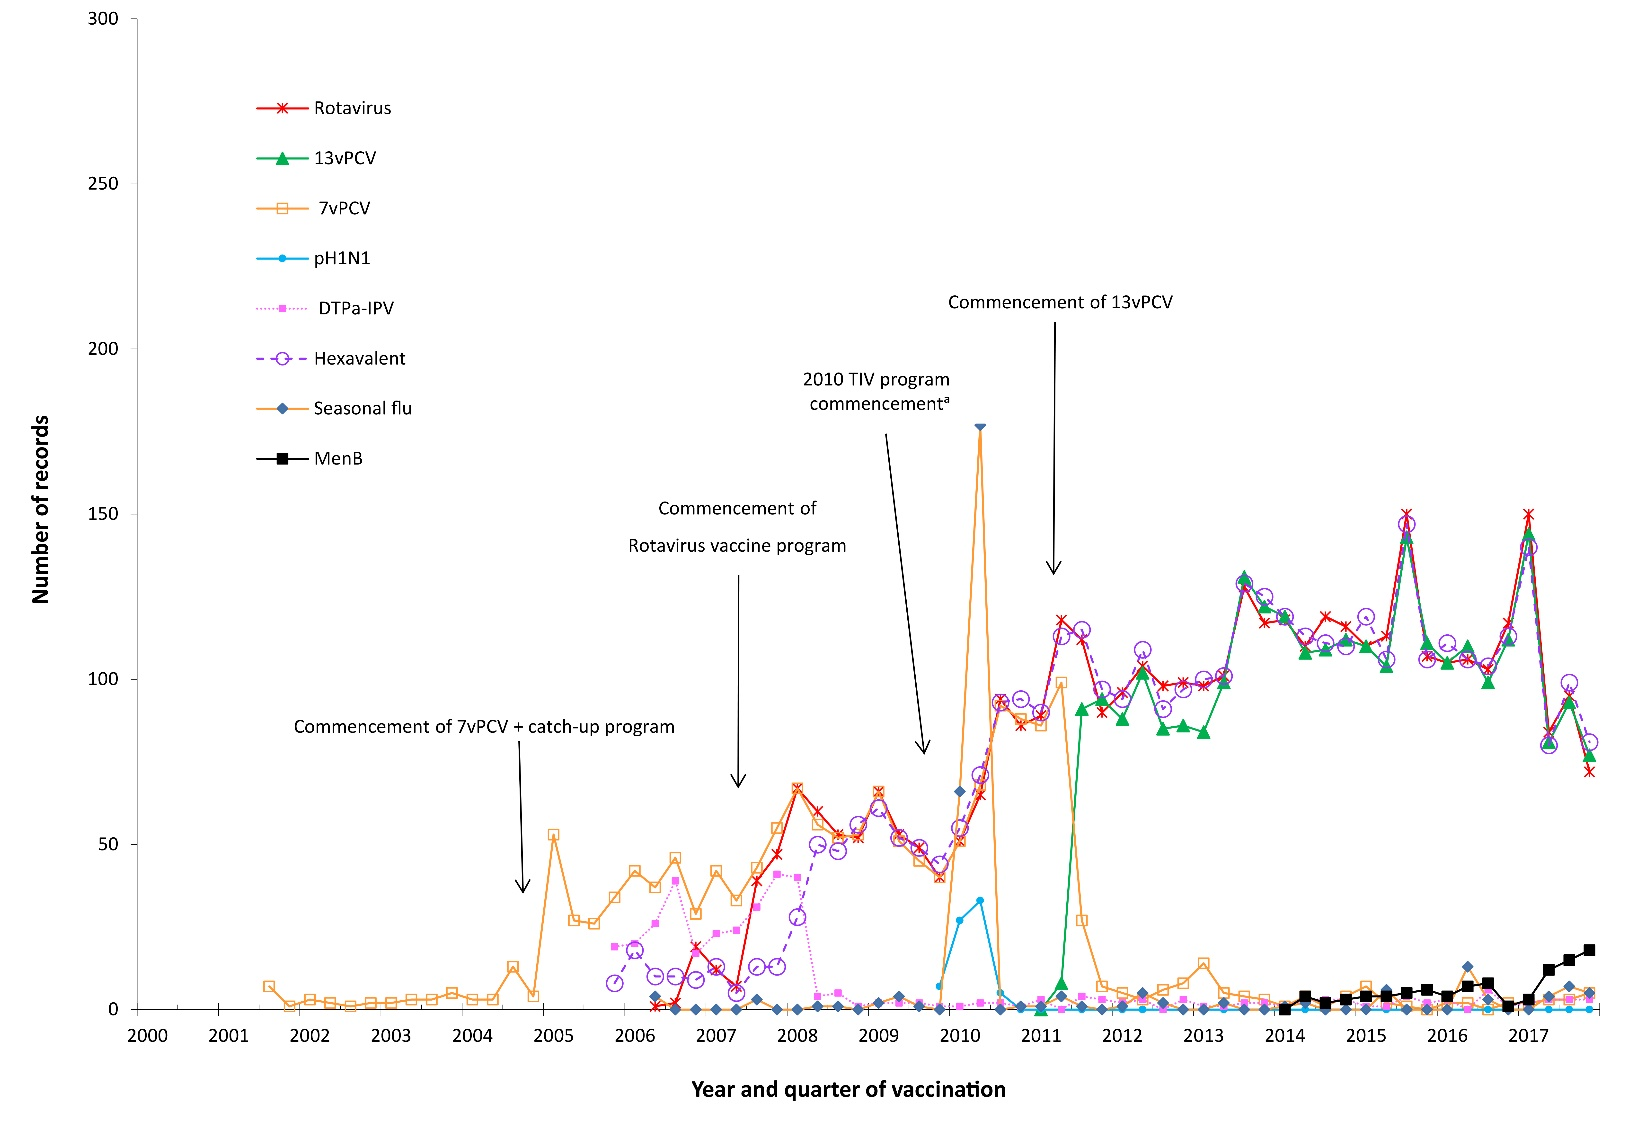 300
250
200
150
100
50
0
Number of records
Rotavirus
13vPCV
7vPCV
pH1N1
DTPa-IPV
Hexavalent
Seasonal flu
MenB
Commencement of 13vPCV
2010 TIV program
commencementᵃ
Commencement of
Rotavirus vaccine program
Commencement of 7vPCV + catch-up program
2000 2001 2002 2003 2004 2005 2006 2007 2008 2009 2010 2011 2012 2013 2014 2015 2016 2017
Year and quarter of vaccination